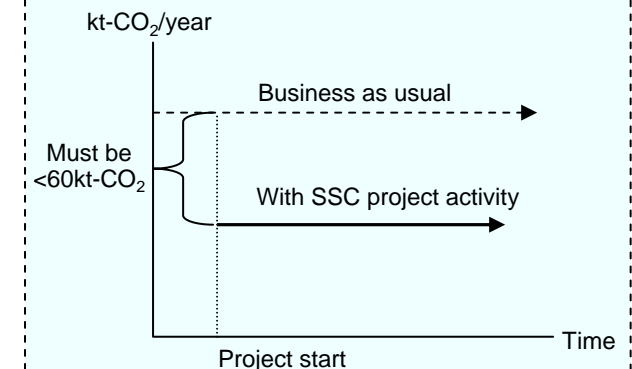 kt-CO₂/year
Business as usual
Must be
<60kt-CO₂
With SSC project activity
Time
Project start